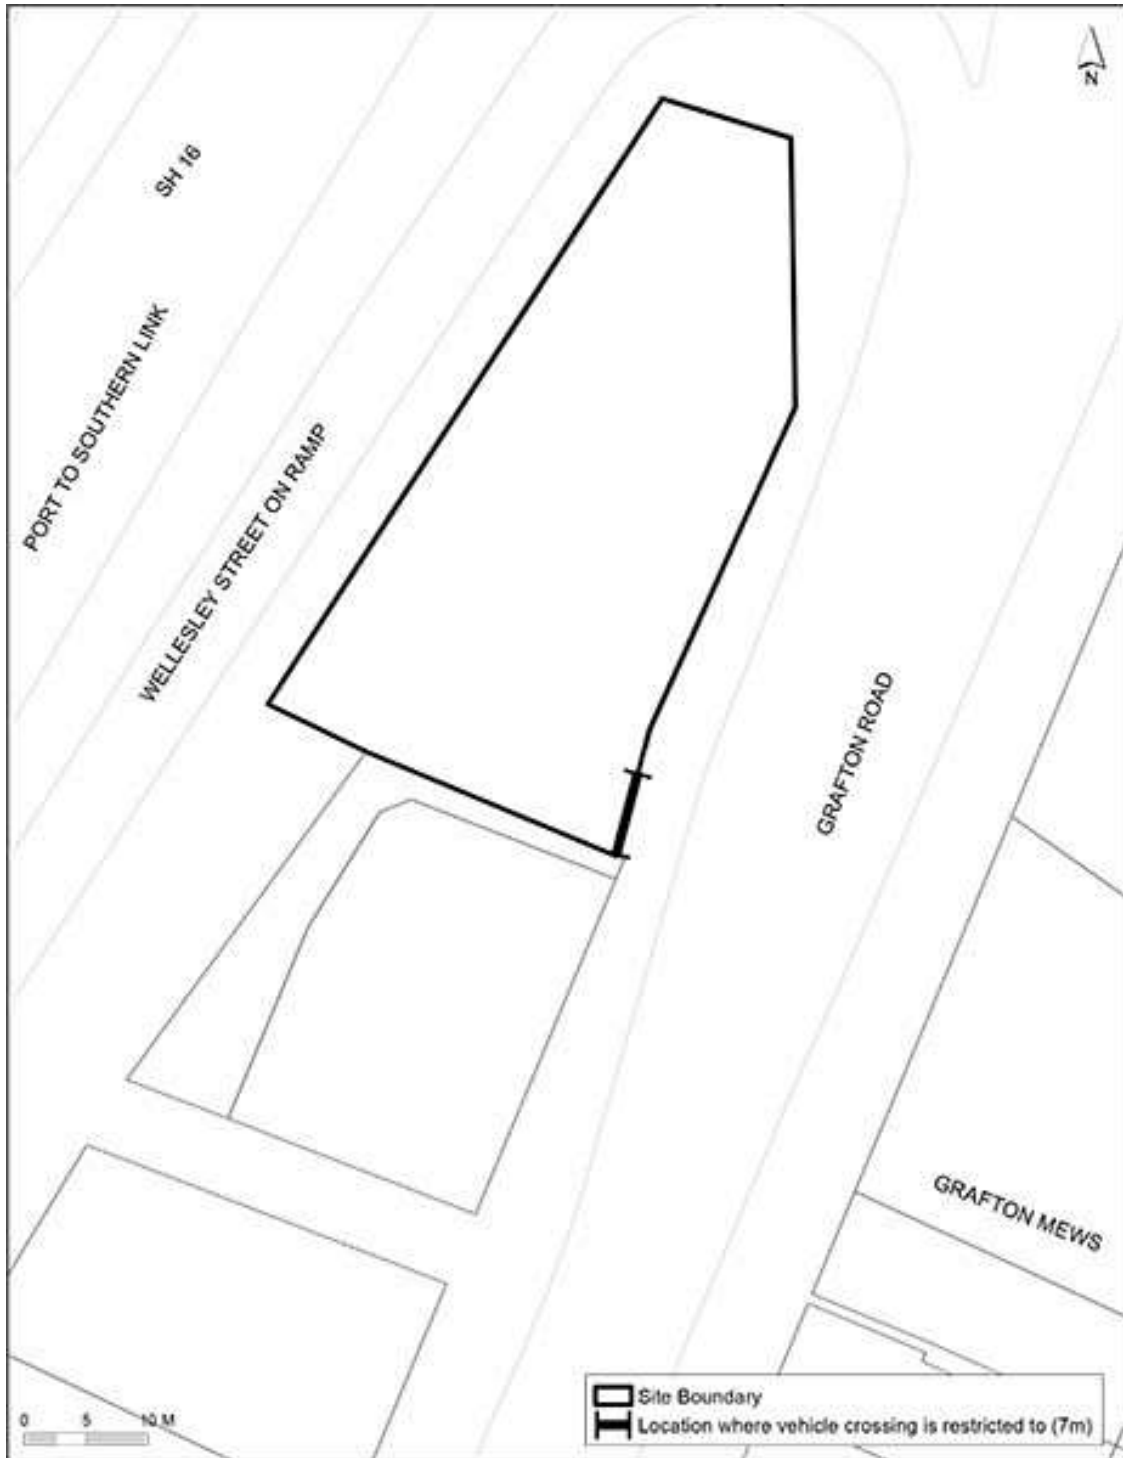 N
SH 16
PORT TO SOUTHERN LINK
WELLESLEY STREET ON RAMP
GRAFTON ROAD
GRAFTON MEWS
0 5 10 M
Site Boundary
Location where vehicle crossing is restricted to (7m)